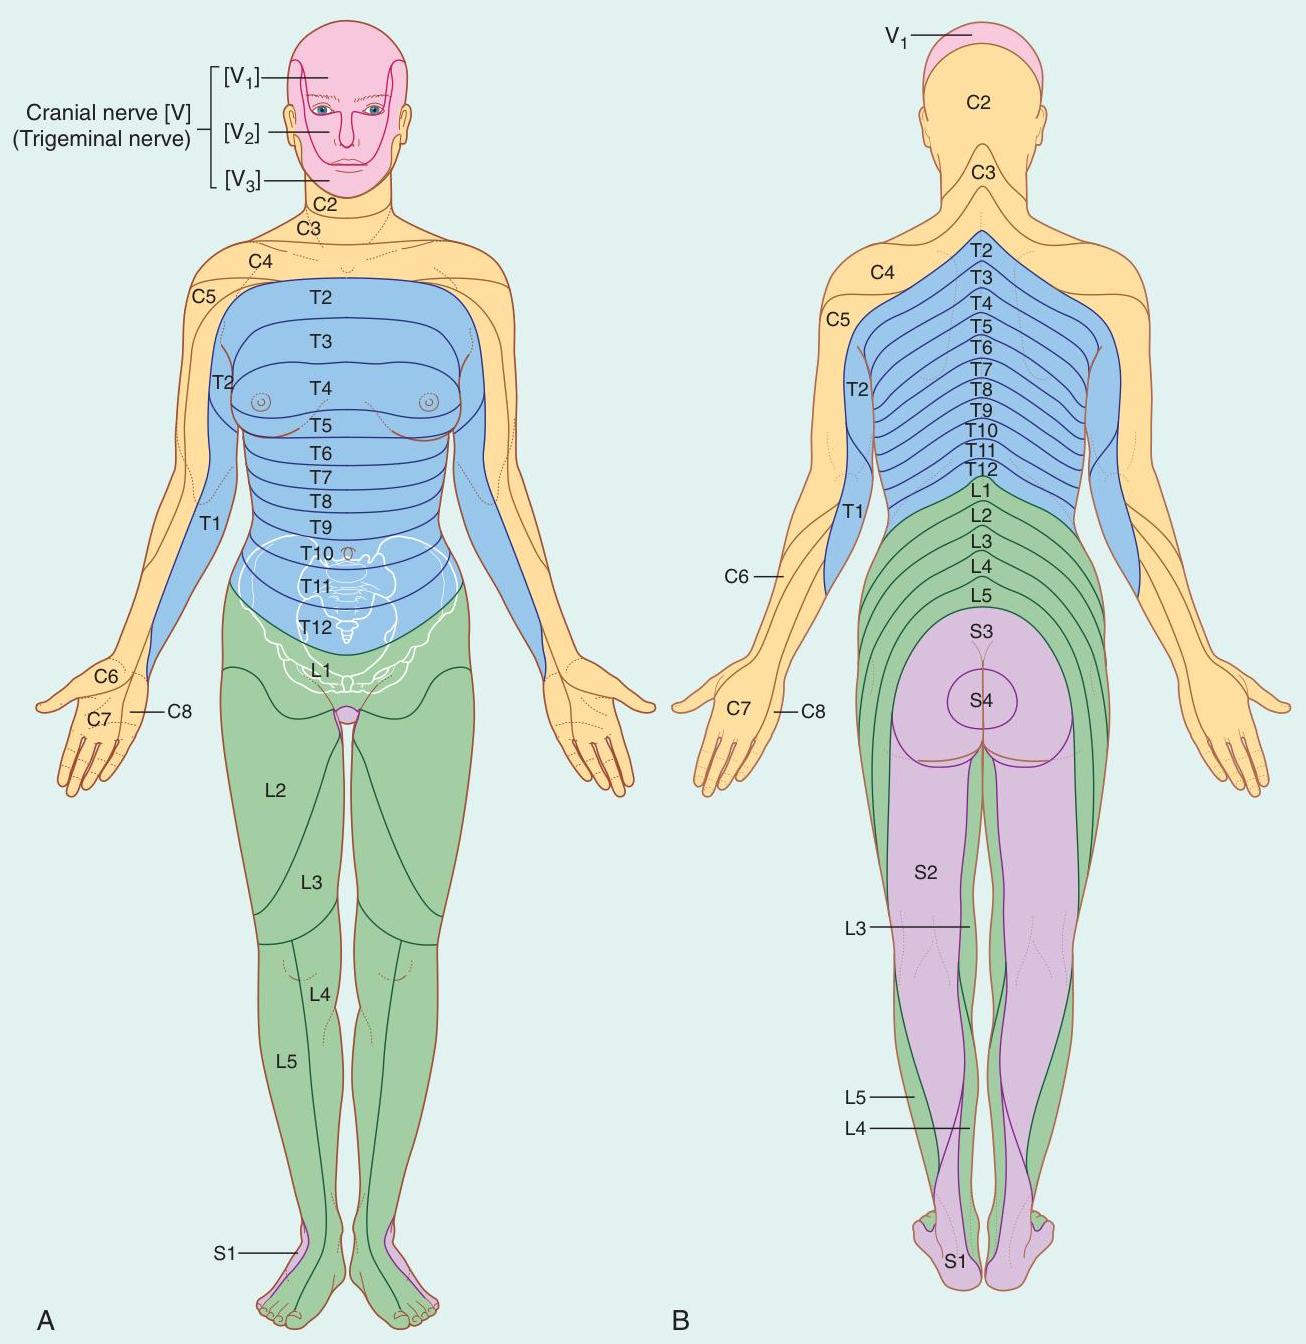 Cranial nerve [V]
(Trigeminal nerve)
[V1]
[V2]
[V3]
C2
C3
C4
C5
T2
T3
T2
T4
T5
T6
T7
T8
T9
T1
T10
T11
T12
L1
C6
C7
C8
L2
L3
L4
L5
S1
A
V1
C2
C3
C4
C5
T2
T3
T4
T5
T6
T7
T2
T8
T9
T10
T11
T12
T1
L1
L2
L3
L4
L5
C6
S3
S4
C7
C8
S2
L3
L5
L4
S1
B